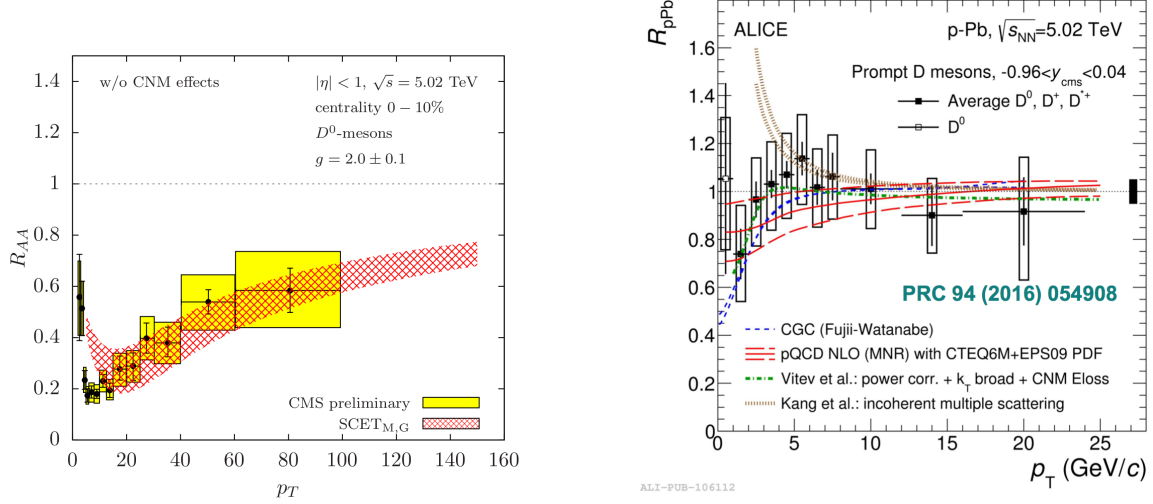 w/o CNM effects
|η| < 1, √s = 5.02 TeV
centrality 0 − 10%
D⁰-mesons
g = 2.0 ± 0.1
1.4
1.2
1
0.8
0.6
0.4
0.2
0
R_AA
CMS preliminary
SCET_M,G
0 20 40 60 80 100 120 140 160
p_T
R_pPb
ALICE
p-Pb, √s_NN=5.02 TeV
Prompt D mesons, -0.96<y_cms<0.04
Average D⁰, D⁺, D*⁺
D⁰
1.6
1.4
1.2
1
0.8
0.6
0.4
0.2
0
PRC 94 (2016) 054908
CGC (Fujii-Watanabe)
pQCD NLO (MNR) with CTEQ6M+EPS09 PDF
Vitev et al.: power corr. + k_T broad + CNM Eloss
Kang et al.: incoherent multiple scattering
0 5 10 15 20 25
p_T (GeV/c)
ALI-PUB-106112